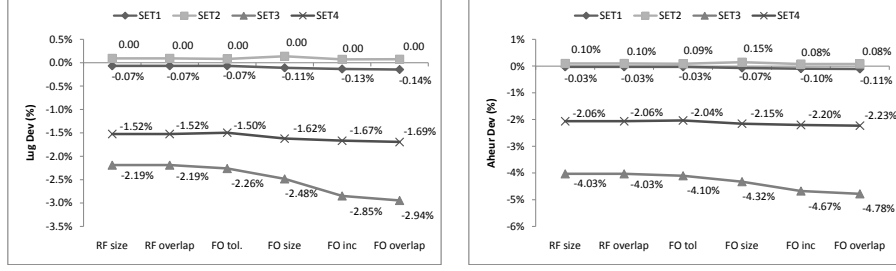 SET1 SET2 SET3 SET4
0.5%
0.0%
-0.5%
-1.0%
-1.5%
-2.0%
-2.5%
-3.0%
-3.5%
Lug Dev (%)
0.00 0.00 0.00 0.00 0.00 0.00
-0.07% -0.07% -0.07% -0.11% -0.13% -0.14%
-1.52% -1.52% -1.50% -1.62% -1.67% -1.69%
-2.19% -2.19% -2.26% -2.48% -2.85% -2.94%
RF size RF overlap FO tol. FO size FO inc FO overlap
SET1 SET2 SET3 SET4
1%
0%
-1%
-2%
-3%
-4%
-5%
-6%
Aheur Dev (%)
0.10% 0.10% 0.09% 0.15% 0.08% 0.08%
-0.03% -0.03% -0.03% -0.07% -0.10% -0.11%
-2.06% -2.06% -2.04% -2.15% -2.20% -2.23%
-4.03% -4.03% -4.10% -4.32% -4.67% -4.78%
RF size RF overlap FO tol FO size FO inc FO overlap